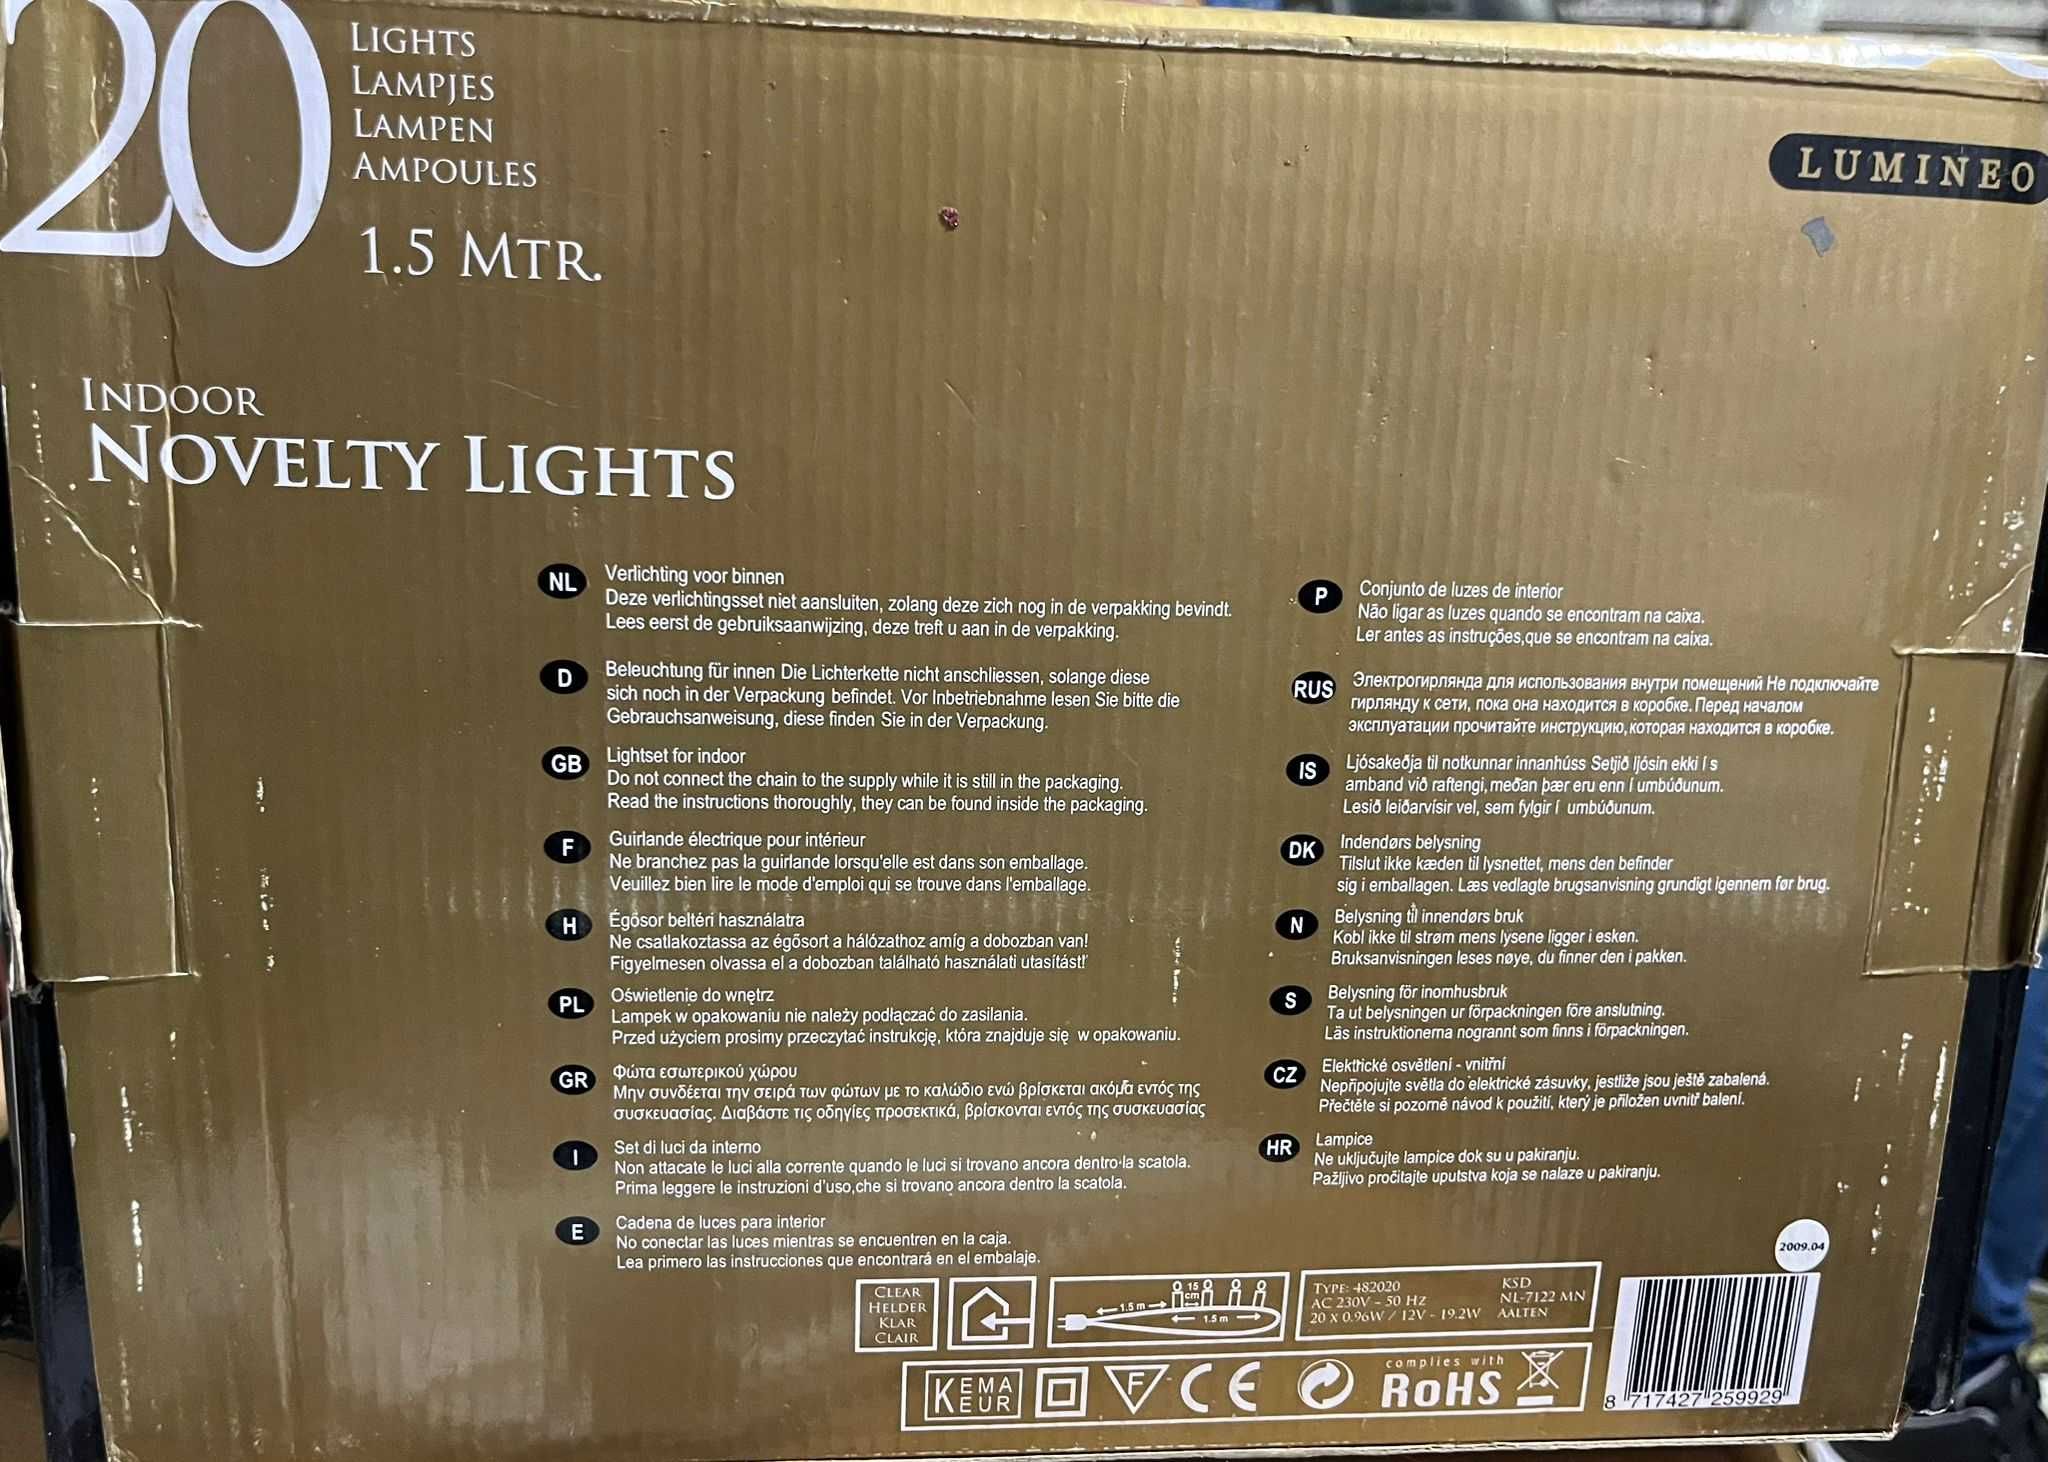 20
LIGHTS
LAMPJES
LAMPEN
AMPOULES
1.5 MTR.
LUMINEO
INDOOR
NOVELTY LIGHTS
NL
Verlichting voor binnen
Deze verlichtingsset niet aansluiten, zolang deze zich nog in de verpakking bevindt.
Lees eerst de gebruiksaanwijzing, deze treft u aan in de verpakking.
D
Beleuchtung für innen Die Lichterkette nicht anschliessen, solange diese
sich noch in der Verpackung befindet. Vor Inbetriebnahme lesen Sie bitte die
Gebrauchsanweisung, diese finden Sie in der Verpackung.
GB
Lightset for indoor
Do not connect the chain to the supply while it is still in the packaging.
Read the instructions thoroughly, they can be found inside the packaging.
F
Guirlande électrique pour intérieur
Ne branchez pas la guirlande lorsqu'elle est dans son emballage.
Veuillez bien lire le mode d'emploi qui se trouve dans l'emballage.
H
Égősor beltéri használatra
Ne csatlakoztassa az égősort a hálózathoz amíg a dobozban van!
Figyelmesen olvassa el a dobozban található használati utasítást!
PL
Oświetlenie do wnętrz
Lampek w opakowaniu nie należy podłączać do zasilania.
Przed użyciem prosimy przeczytać instrukcję, która znajduje się w opakowaniu.
GR
Φώτα εσωτερικού χώρου
Μην συνδέεται την σειρά των φώτων με το καλώδιο ενώ βρίσκεται ακόμα εντός της
συσκευασίας. Διαβάστε τις οδηγίες προσεκτικά, βρίσκονται εντός της συσκευασίας
I
Set di luci da interno
Non attacate le luci alla corrente quando le luci si trovano ancora dentro la scatola.
Prima leggere le instruzioni d'uso,che si trovano ancora dentro la scatola.
E
Cadena de luces para interior
No conectar las luces mientras se encuentren en la caja.
Lea primero las instrucciones que encontrará en el embalaje.
P
Conjunto de luzes de interior
Não ligar as luzes quando se encontram na caixa.
Ler antes as instruções,que se encontram na caixa.
RUS
Электрогирлянда для использования внутри помещений Не подключайте
гирлянду к сети, пока она находится в коробке. Перед началом
эксплуатации прочитайте инструкцию, которая находится в коробке.
IS
Ljósakeðja til notkunnar innanhúss Setjið ljósin ekki í s
amband við raftengi, meðan þær eru enn í umbúðunum.
Lesið leiðarvísir vel, sem fylgir í umbúðunum.
DK
Indendørs belysning
Tilslut ikke kæden til lysnettet, mens den befinder
sig i emballagen. Læs vedlagte brugsanvisning grundigt igennem før brug.
N
Belysning til innendørs bruk
Kobl ikke til strøm mens lysene ligger i esken.
Bruksanvisningen leses nøye, du finner den i pakken.
S
Belysning för inomhusbruk
Ta ut belysningen ur förpackningen före anslutning.
Läs instruktionerna nogrannt som finns i förpackningen.
CZ
Elektrické osvětlení - vnitřní
Nepřipojujte světla do elektrické zásuvky, jestliže jsou ještě zabalená.
Přečtěte si pozorně návod k použití, který je přiložen uvnitř balení.
HR
Lampice
Ne uključujte lampice dok su u pakiranju.
Pažljivo pročitajte uputstva koja se nalaze u pakiranju.
2009.04
CLEAR
HELDER
KLAR
CLAIR
1.5 m
15
cm
1.5 m
TYPE: 482020
AC 230V ~ 50 HZ
20 X 0.96W / 12V - 19.2W
KSD
NL-7122 MN
AALTEN
KEMA
KEUR
F
CE
complies with
RoHS
8 717427 259929